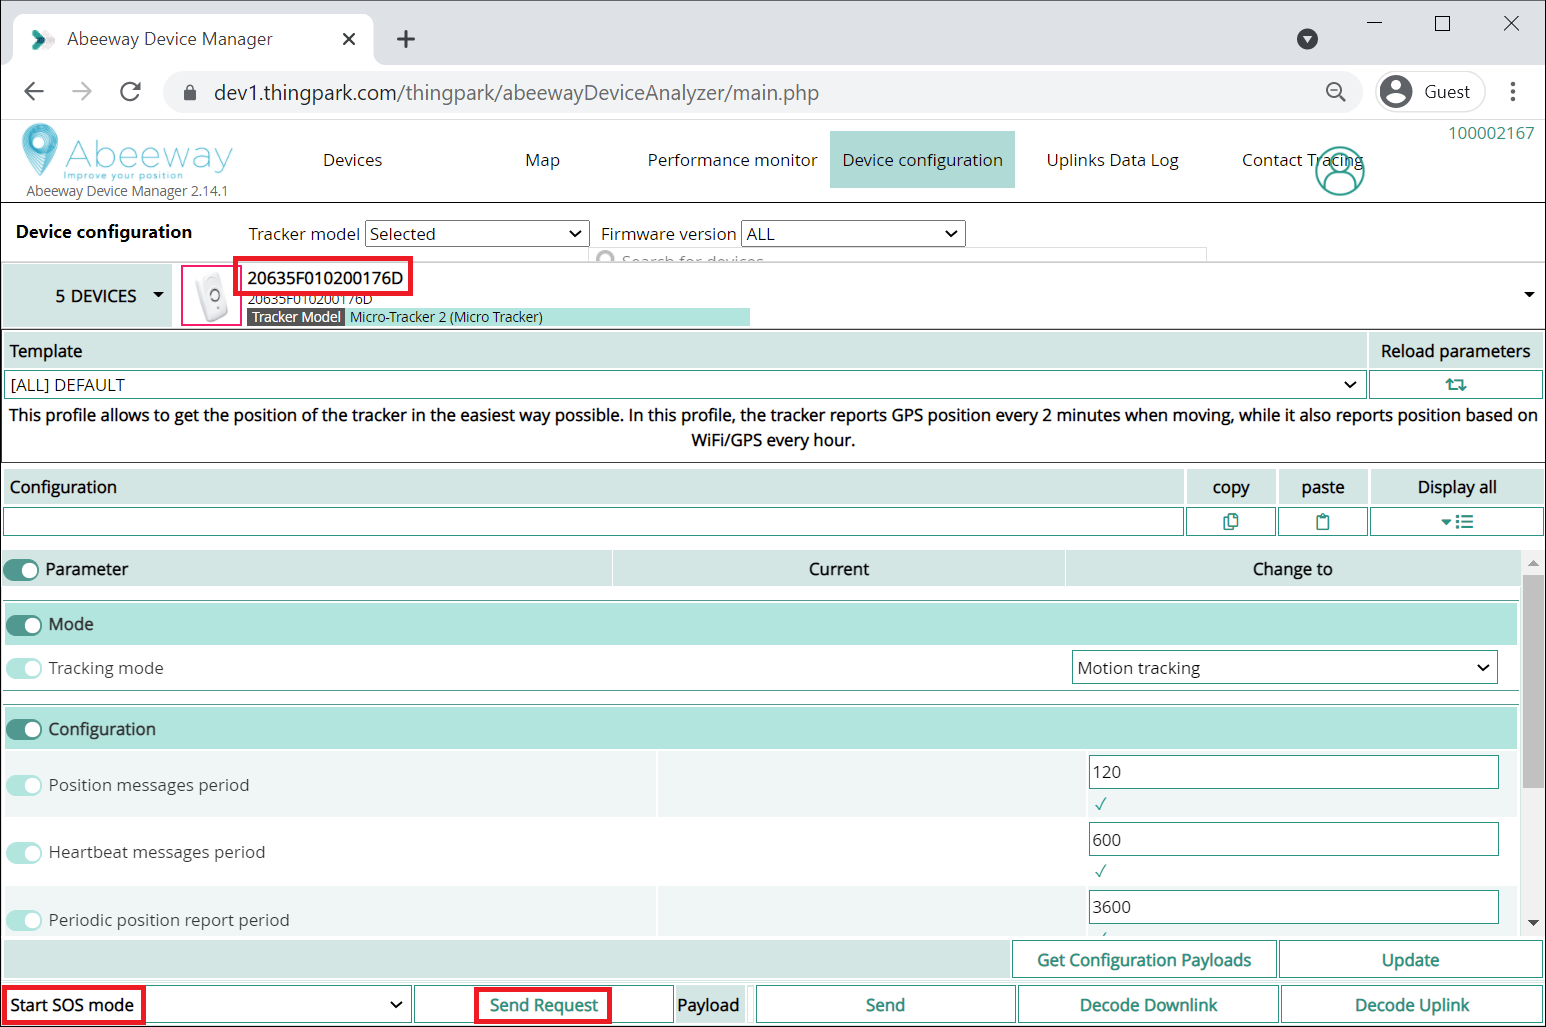 Abeeway Device Manager
dev1.thingpark.com/thingpark/abeewayDeviceAnalyzer/main.php
Guest
100002167
Abeeway
Improve your position
Abeeway Device Manager 2.14.1
Devices
Map
Performance monitor
Device configuration
Uplinks Data Log
Contact Tracing
Device configuration
Tracker model Selected
Firmware version ALL
Search for devices
5 DEVICES
20635F010200176D
20635F010200176D
Tracker Model Micro-Tracker 2 (Micro Tracker)
Template
Reload parameters
[ALL] DEFAULT
This profile allows to get the position of the tracker in the easiest way possible. In this profile, the tracker reports GPS position every 2 minutes when moving, while it also reports position based on
WiFi/GPS every hour.
Configuration
copy
paste
Display all
Parameter
Current
Change to
Mode
Tracking mode
Motion tracking
Configuration
Position messages period
120
Heartbeat messages period
600
Periodic position report period
3600
Get Configuration Payloads
Update
Start SOS mode
Send Request
Payload
Send
Decode Downlink
Decode Uplink